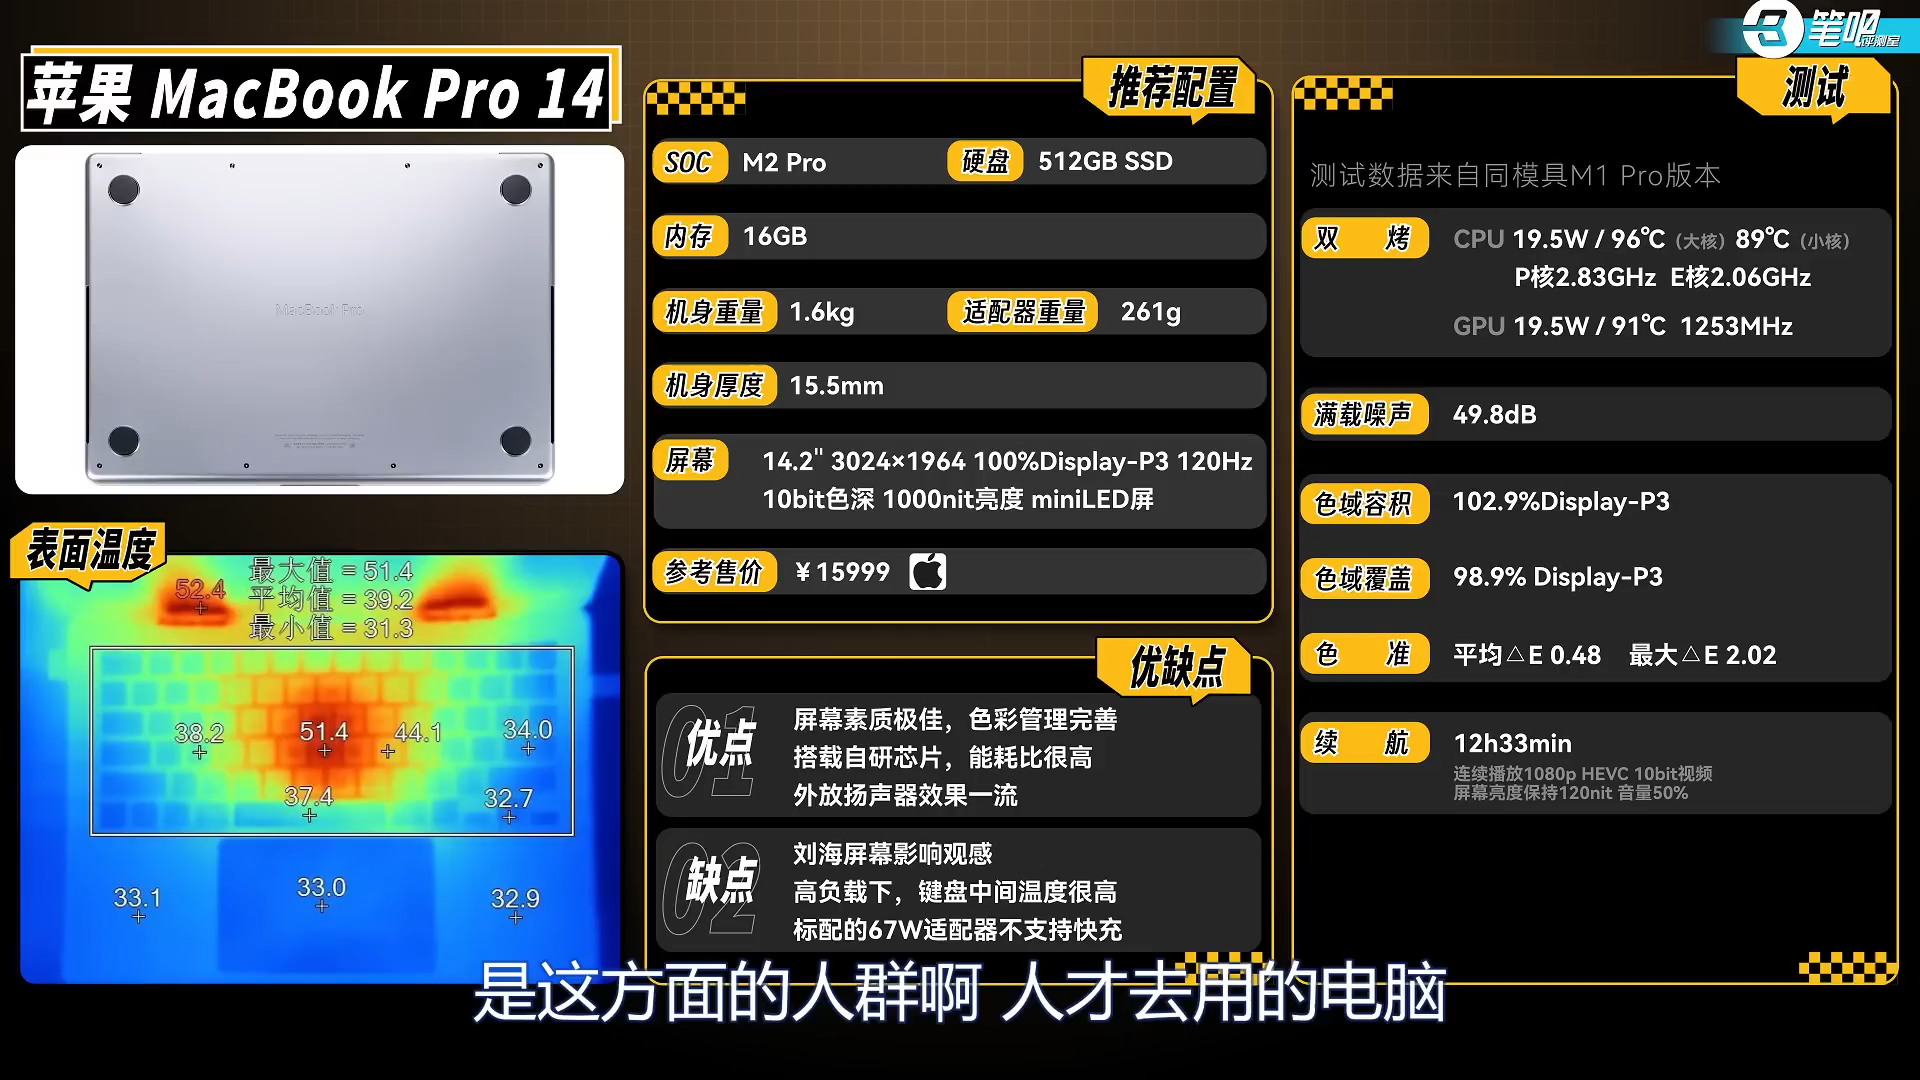 笔吧
评测室
苹果 MacBook Pro 14
MacBook Pro
表面温度
最大值 = 51.4
平均值 = 39.2
最小值 = 31.3
52.4
38.2
51.4
44.1
34.0
37.4
32.7
33.1
33.0
32.9
推荐配置
SOC M2 Pro 硬盘 512GB SSD
内存 16GB
机身重量 1.6kg 适配器重量 261g
机身厚度 15.5mm
屏幕 14.2" 3024×1964 100%Display-P3 120Hz
10bit色深 1000nit亮度 miniLED屏
参考售价 ¥15999
优缺点
01 优点
屏幕素质极佳，色彩管理完善
搭载自研芯片，能耗比很高
外放扬声器效果一流
02 缺点
刘海屏幕影响观感
高负载下，键盘中间温度很高
标配的67W适配器不支持快充
测试
测试数据来自同模具M1 Pro版本
双烤 CPU 19.5W / 96℃（大核）89℃（小核）
P核2.83GHz E核2.06GHz
GPU 19.5W / 91℃ 1253MHz
满载噪声 49.8dB
色域容积 102.9%Display-P3
色域覆盖 98.9% Display-P3
色准 平均△E 0.48 最大△E 2.02
续航 12h33min
连续播放1080p HEVC 10bit视频
屏幕亮度保持120nit 音量50%
是这方面的人群啊 人才去用的电脑